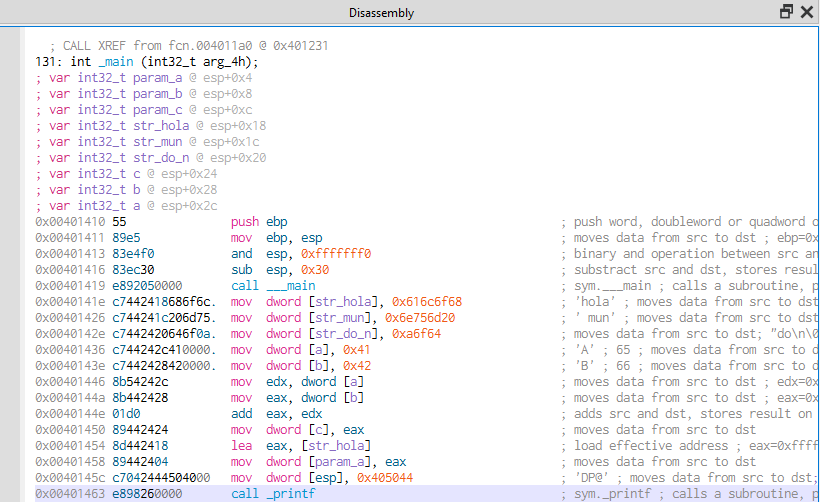 Disassembly
; CALL XREF from fcn.004011a0 @ 0x401231
131: int _main (int32_t arg_4h);
; var int32_t param_a @ esp+0x4
; var int32_t param_b @ esp+0x8
; var int32_t param_c @ esp+0xc
; var int32_t str_hola @ esp+0x18
; var int32_t str_mun @ esp+0x1c
; var int32_t str_do_n @ esp+0x20
; var int32_t c @ esp+0x24
; var int32_t b @ esp+0x28
; var int32_t a @ esp+0x2c
0x00401410 55 push ebp ; push word, doubleword or quadword o
0x00401411 89e5 mov ebp, esp ; moves data from src to dst ; ebp=0x
0x00401413 83e4f0 and esp, 0xfffffff0 ; binary and operation between src an
0x00401416 83ec30 sub esp, 0x30 ; substract src and dst, stores resul
0x00401419 e892050000 call ___main ; sym.___main ; calls a subroutine, p
0x0040141e c7442418686f6c. mov dword [str_hola], 0x616c6f68 ; 'hola' ; moves data from src to dst
0x00401426 c744241c206d75. mov dword [str_mun], 0x6e756d20 ; ' mun' ; moves data from src to dst
0x0040142e c7442420646f0a. mov dword [str_do_n], 0xa6f64 ; moves data from src to dst; "do\n\0
0x00401436 c744242c410000. mov dword [a], 0x41 ; 'A' ; 65 ; moves data from src to d
0x0040143e c7442428420000. mov dword [b], 0x42 ; 'B' ; 66 ; moves data from src to d
0x00401446 8b54242c mov edx, dword [a] ; moves data from src to dst ; edx=0x
0x0040144a 8b442428 mov eax, dword [b] ; moves data from src to dst ; eax=0x
0x0040144e 01d0 add eax, edx ; adds src and dst, stores result on
0x00401450 89442424 mov dword [c], eax ; moves data from src to dst
0x00401454 8d442418 lea eax, [str_hola] ; load effective address ; eax=0xffff
0x00401458 89442404 mov dword [param_a], eax ; moves data from src to dst
0x0040145c c7042444504000 mov dword [esp], 0x405044 ; 'DP@' ; moves data from src to dst;
0x00401463 e898260000 call _printf ; sym._printf ; calls a subroutine, p